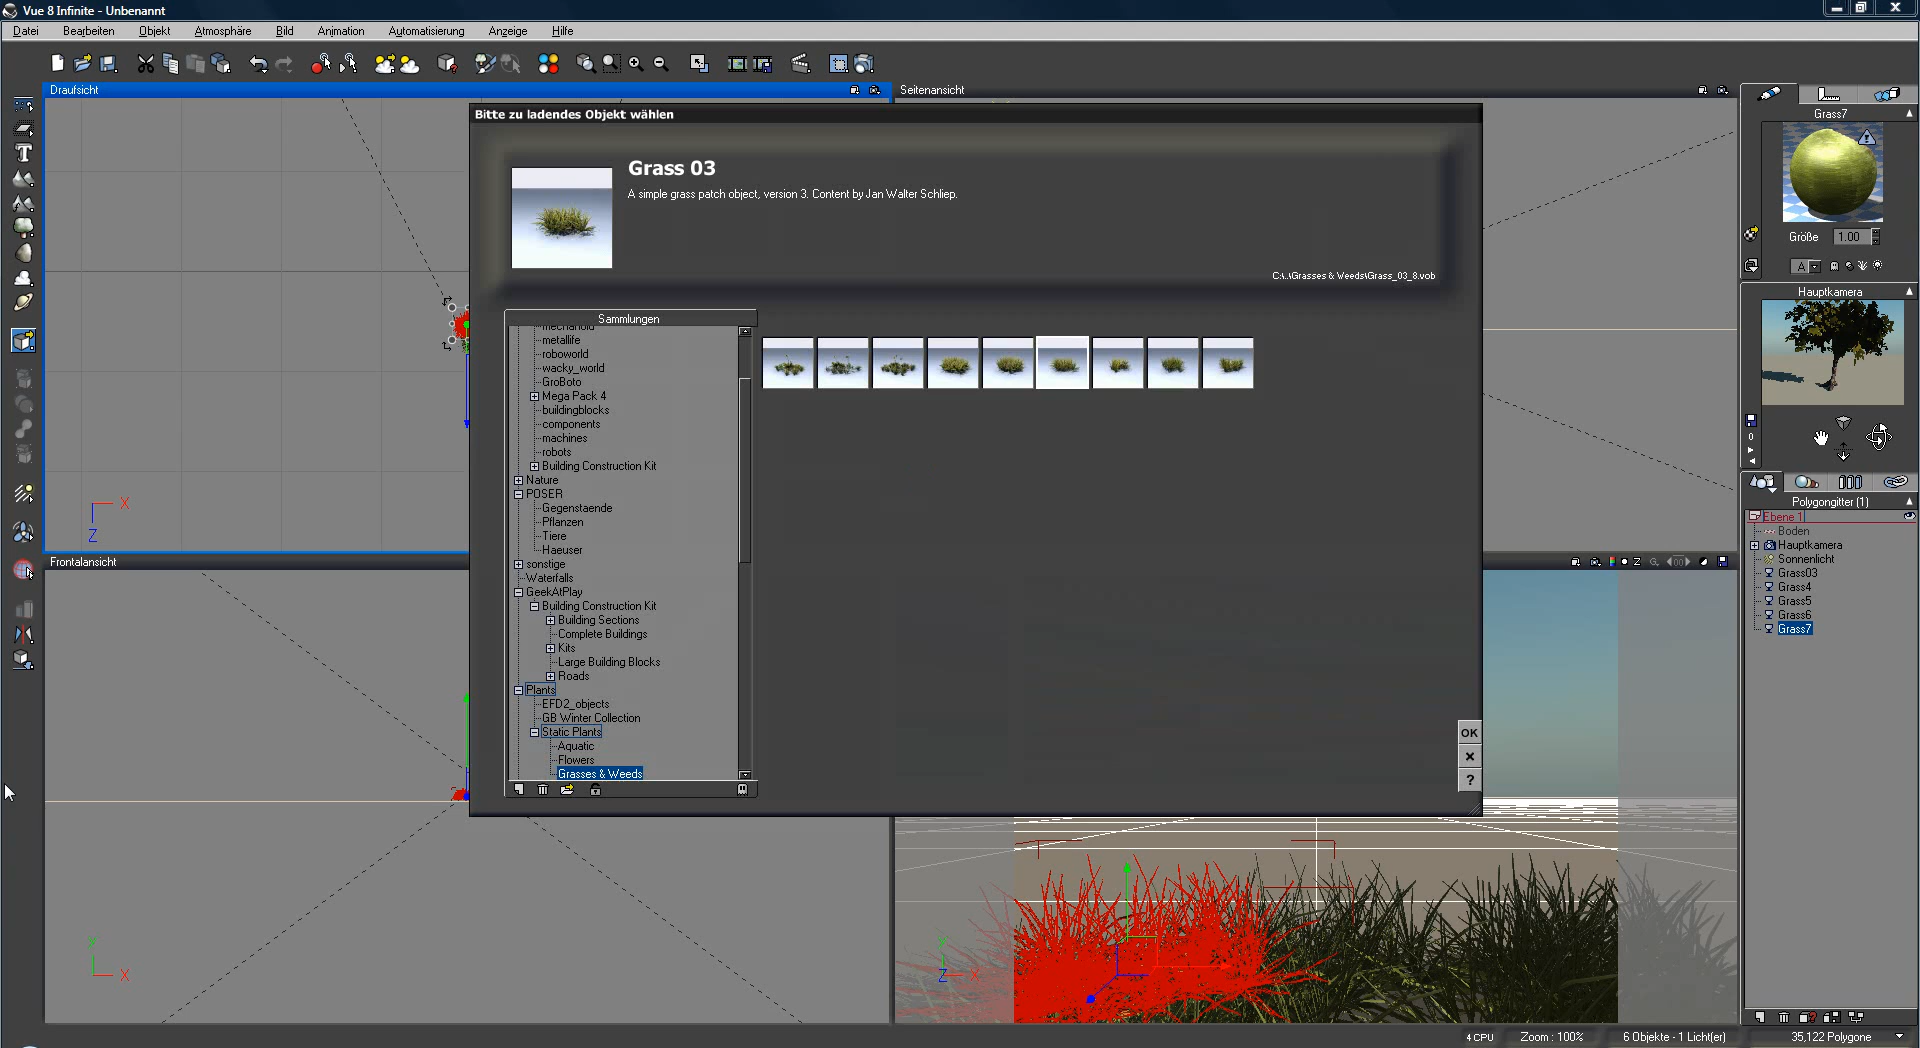 Vue 8 Infinite - Unbenannt
Datei Bearbeiten Objekt Atmosphäre Bild Animation Automatisierung Anzeige Hilfe
Draufsicht
Seitenansicht
Bitte zu ladendes Objekt wählen
Grass 03
A simple grass patch object, version 3. Content by Jan Walter Schliep.
C:\..\Grasses & Weeds\Grass_03_8.vob
Sammlungen
mechanoid
metallife
roboworld
wacky_world
GroBoto
Mega Pack 4
buildingblocks
components
machines
robots
Building Construction Kit
Nature
POSER
Gegenstaende
Pflanzen
Tiere
Haeuser
sonstige
Waterfalls
GeekAtPlay
Building Construction Kit
Building Sections
Complete Buildings
Kits
Large Building Blocks
Roads
Plants
EFD2_objects
GB Winter Collection
Static Plants
Aquatic
Flowers
Grasses & Weeds
OK
?
X
Z
Frontalansicht
Y
X
Z
X
Grass7
Größe 1.00
A
Hauptkamera
0
Polygongitter (1)
Ebene 1
Boden
Hauptkamera
Sonnenlicht
Grass03
Grass4
Grass5
Grass6
Grass7
4 CPU Zoom : 100% 6 Objekte - 1 Licht(er) 35,122 Polygone